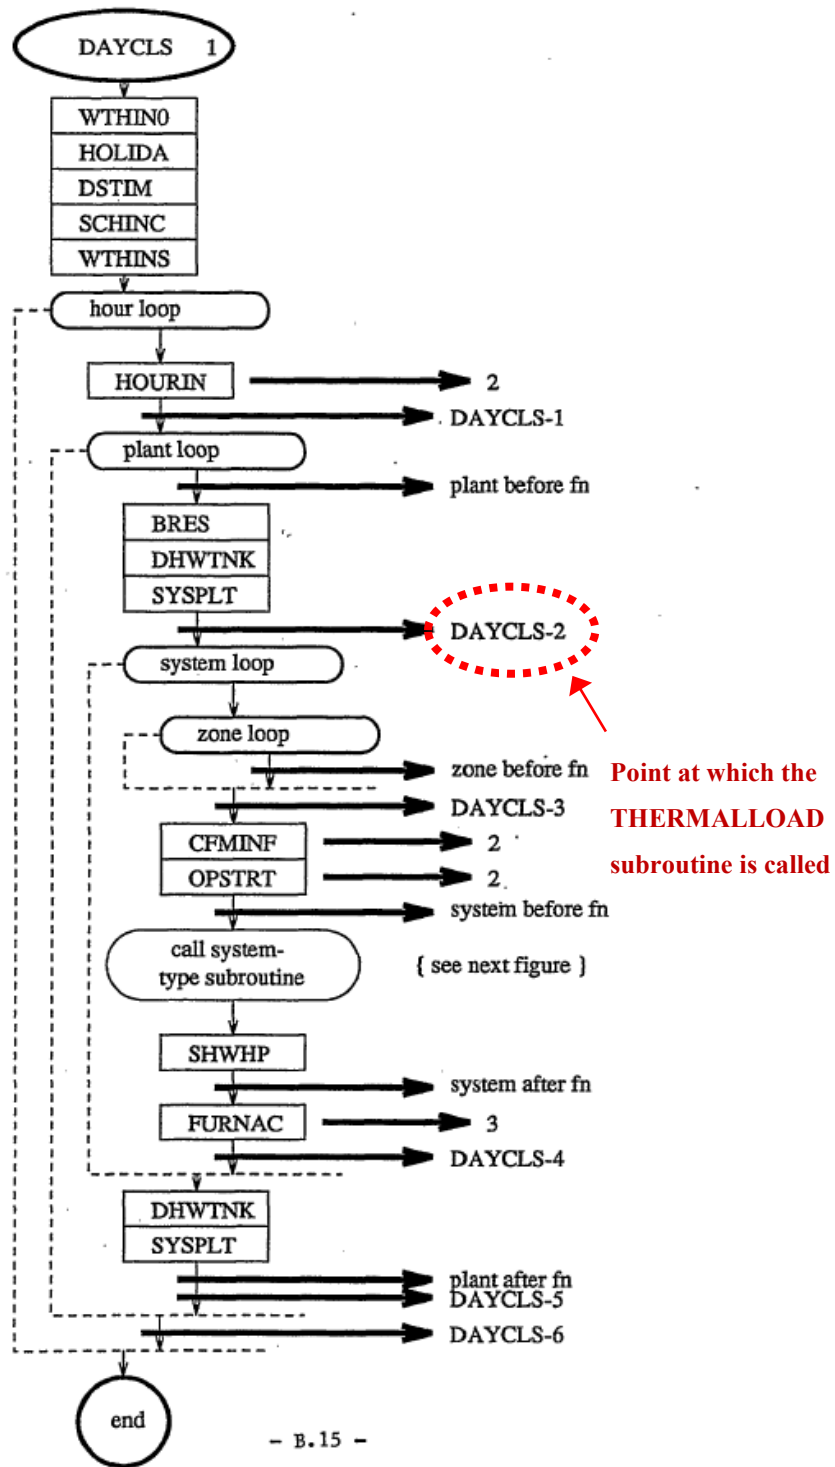 DAYCLS 1
WTHIN0
HOLIDA
DSTIM
SCHINC
WTHINS
hour loop
HOURIN 2
DAYCLS-1
plant loop
plant before fn
BRES
DHWTNK
SYSPLT
DAYCLS-2
system loop
zone loop
zone before fn
Point at which the
DAYCLS-3
THERMALLOAD
CFMINF 2
subroutine is called
OPSTRT 2
system before fn
call system-
type subroutine
{ see next figure }
SHWHP
system after fn
FURNAC 3
DAYCLS-4
DHWTNK
SYSPLT
plant after fn
DAYCLS-5
DAYCLS-6
end
- B.15 -